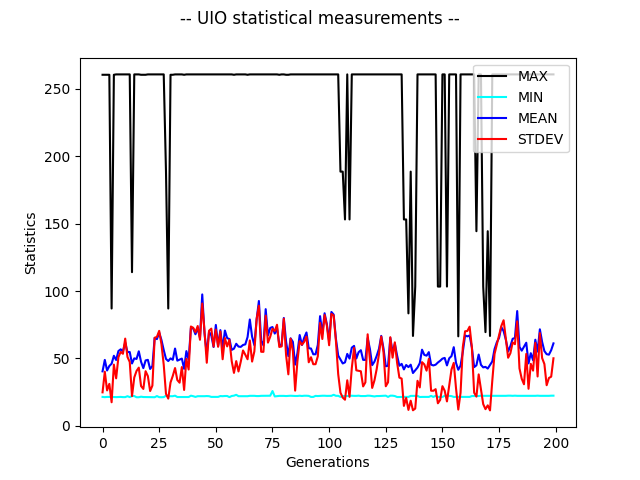 -- UIO statistical measurements --
MAX
MIN
MEAN
STDEV
Statistics
250
200
150
100
50
0
0 25 50 75 100 125 150 175 200
Generations